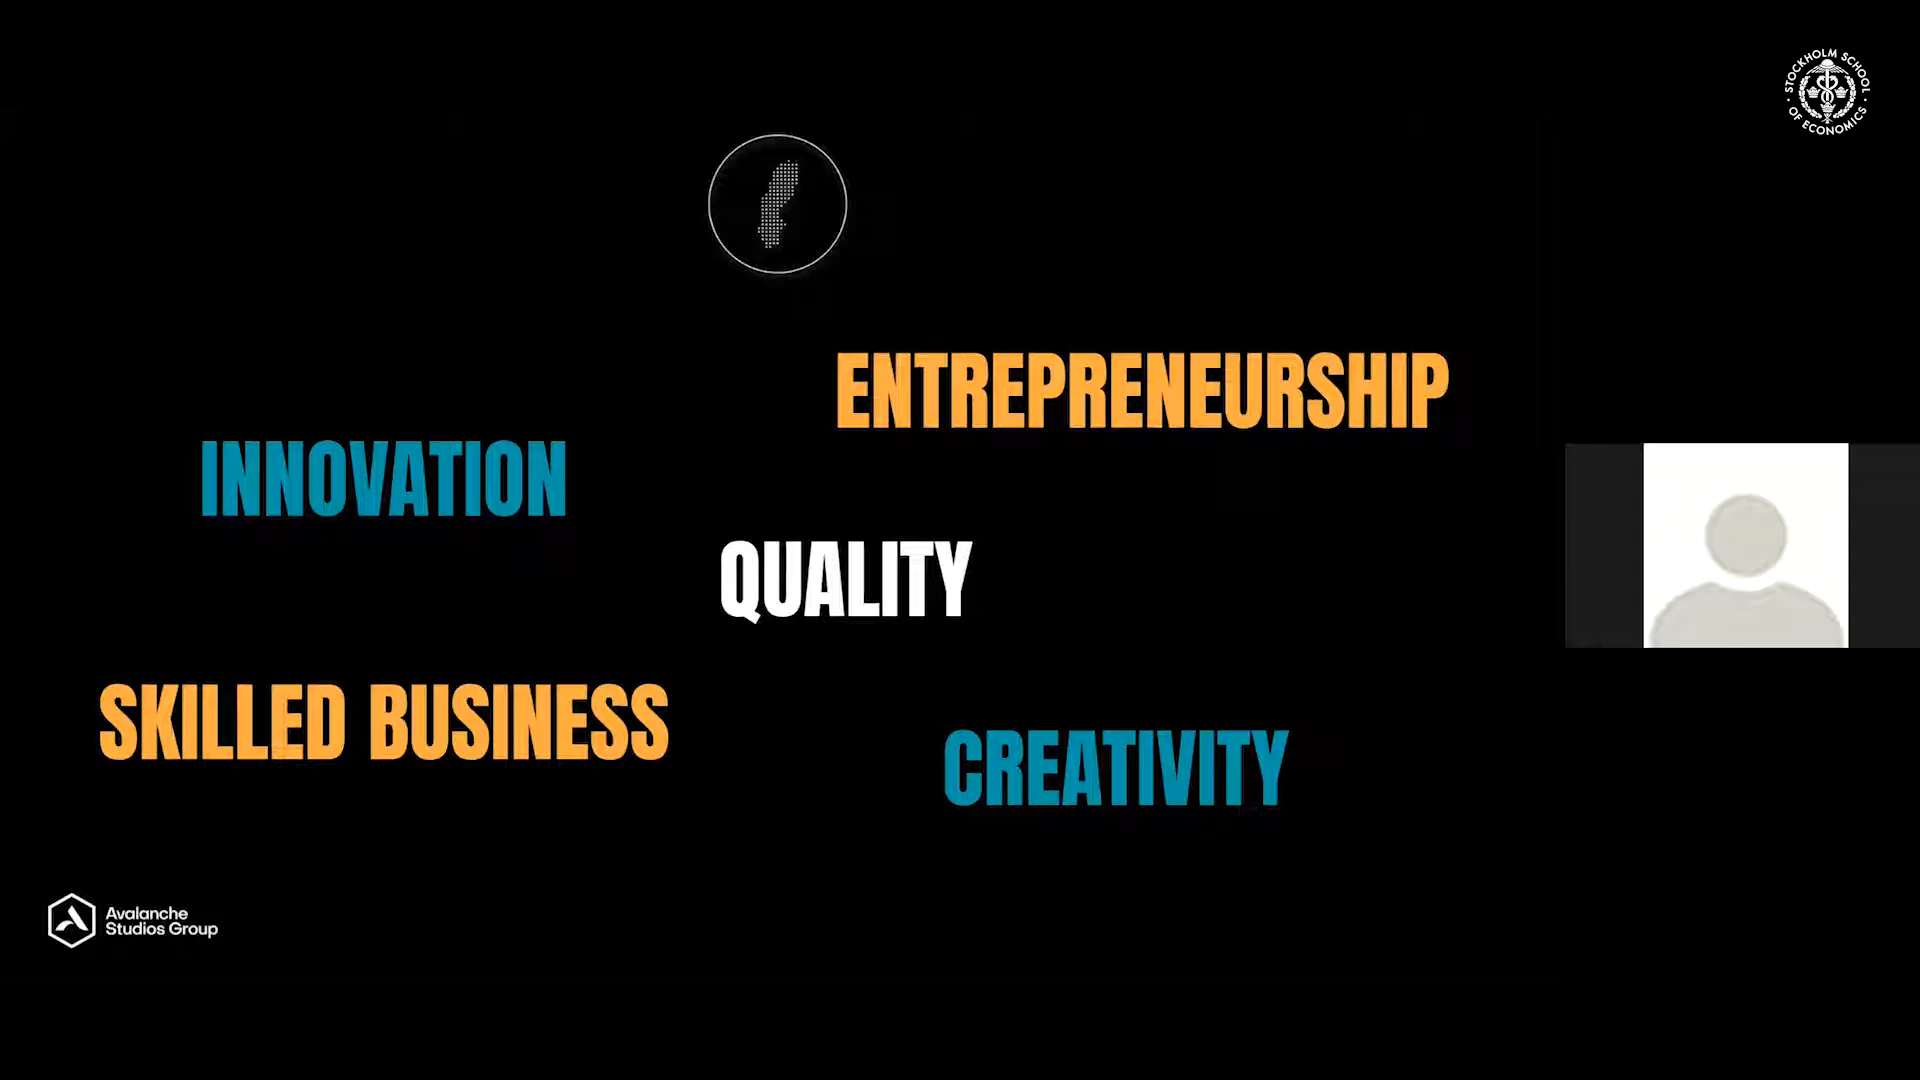 STOCKHOLM SCHOOL
OF ECONOMICS
ENTREPRENEURSHIP
INNOVATION
QUALITY
SKILLED BUSINESS
CREATIVITY
Avalanche
Studios Group